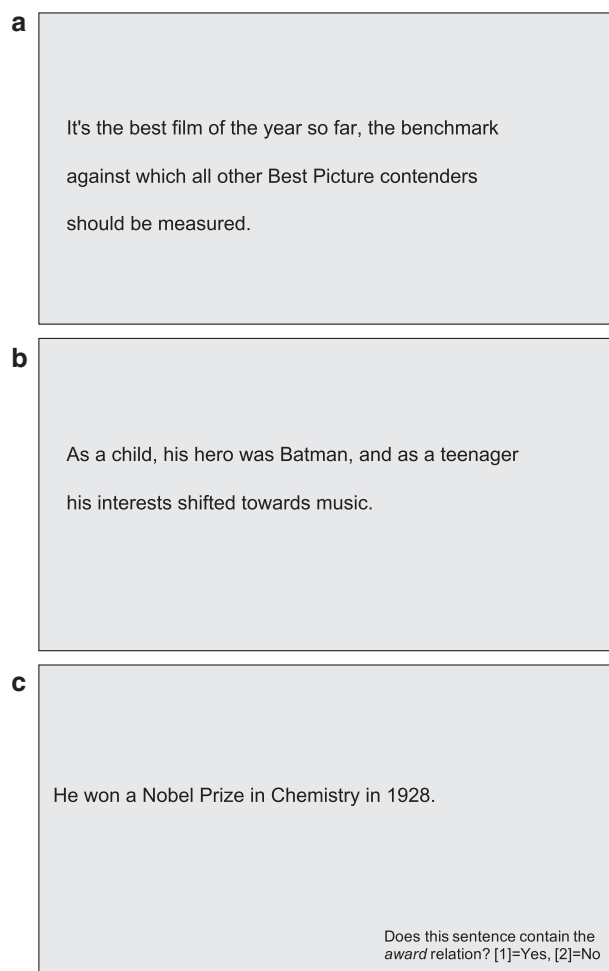 a
It's the best film of the year so far, the benchmark
against which all other Best Picture contenders
should be measured.
b
As a child, his hero was Batman, and as a teenager
his interests shifted towards music.
c
He won a Nobel Prize in Chemistry in 1928.
Does this sentence contain the
award relation? [1]=Yes, [2]=No